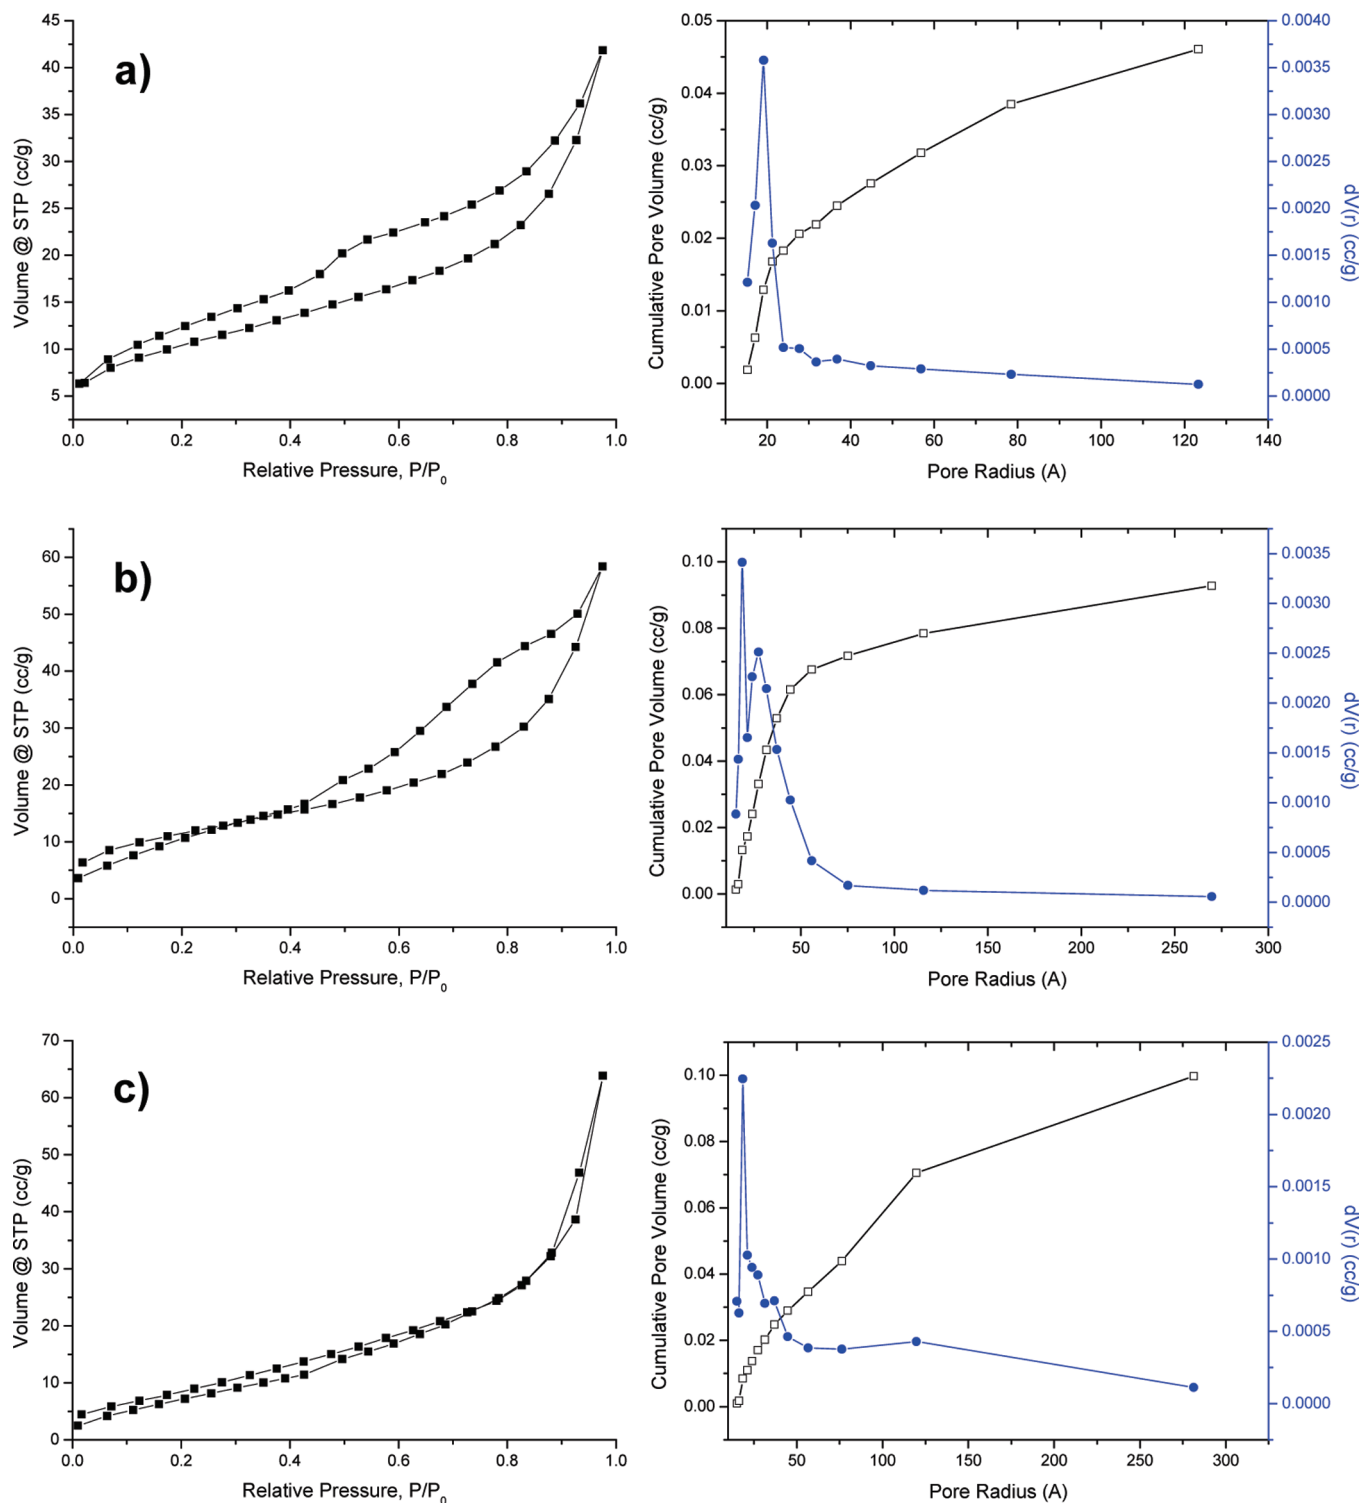 a)
45
40
35
30
25
20
15
10
5
0.0 0.2 0.4 0.6 0.8 1.0
Volume @ STP (cc/g)
Relative Pressure, P/P0
0.05
0.04
0.03
0.02
0.01
0.00
20 40 60 80 100 120 140
Cumulative Pore Volume (cc/g)
Pore Radius (A)
0.0040
0.0035
0.0030
0.0025
0.0020
0.0015
0.0010
0.0005
0.0000
dV(r) (cc/g)
b)
60
50
40
30
20
10
0
0.0 0.2 0.4 0.6 0.8 1.0
Volume @ STP (cc/g)
Relative Pressure, P/P0
0.10
0.08
0.06
0.04
0.02
0.00
50 100 150 200 250 300
Cumulative Pore Volume (cc/g)
Pore Radius (A)
0.0035
0.0030
0.0025
0.0020
0.0015
0.0010
0.0005
0.0000
dV(r) (cc/g)
c)
70
60
50
40
30
20
10
0
0.0 0.2 0.4 0.6 0.8 1.0
Volume @ STP (cc/g)
Relative Pressure, P/P0
0.10
0.08
0.06
0.04
0.02
0.00
50 100 150 200 250 300
Cumulative Pore Volume (cc/g)
Pore Radius (A)
0.0025
0.0020
0.0015
0.0010
0.0005
0.0000
dV(r) (cc/g)